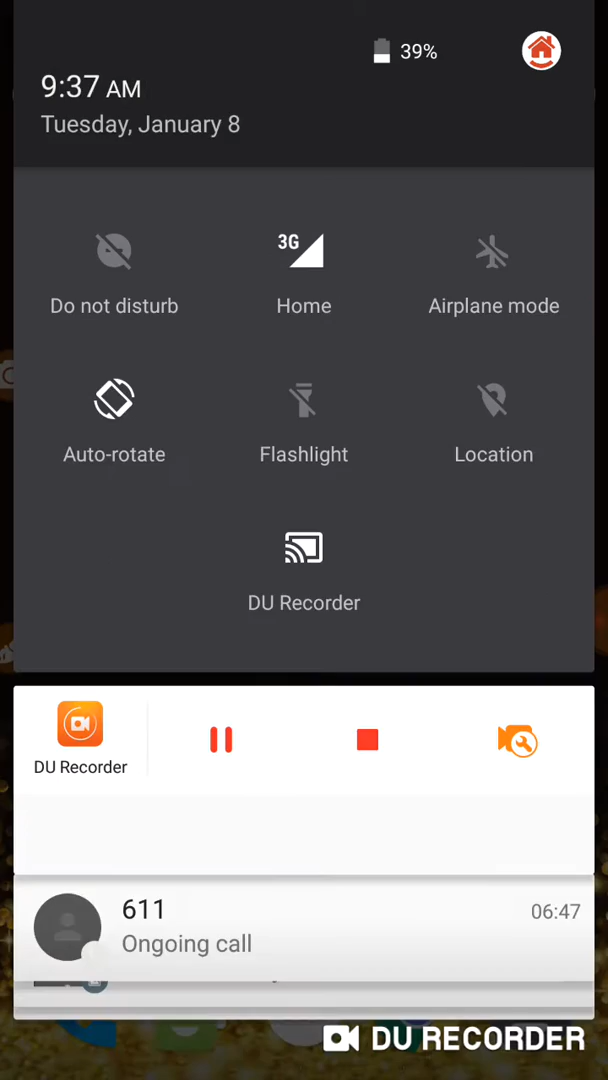 39%
9:37 AM
Tuesday, January 8
3G
Do not disturb
Home
Airplane mode
Auto-rotate
Flashlight
Location
DU Recorder
DU Recorder
611
06:47
Ongoing call
DU RECORDER